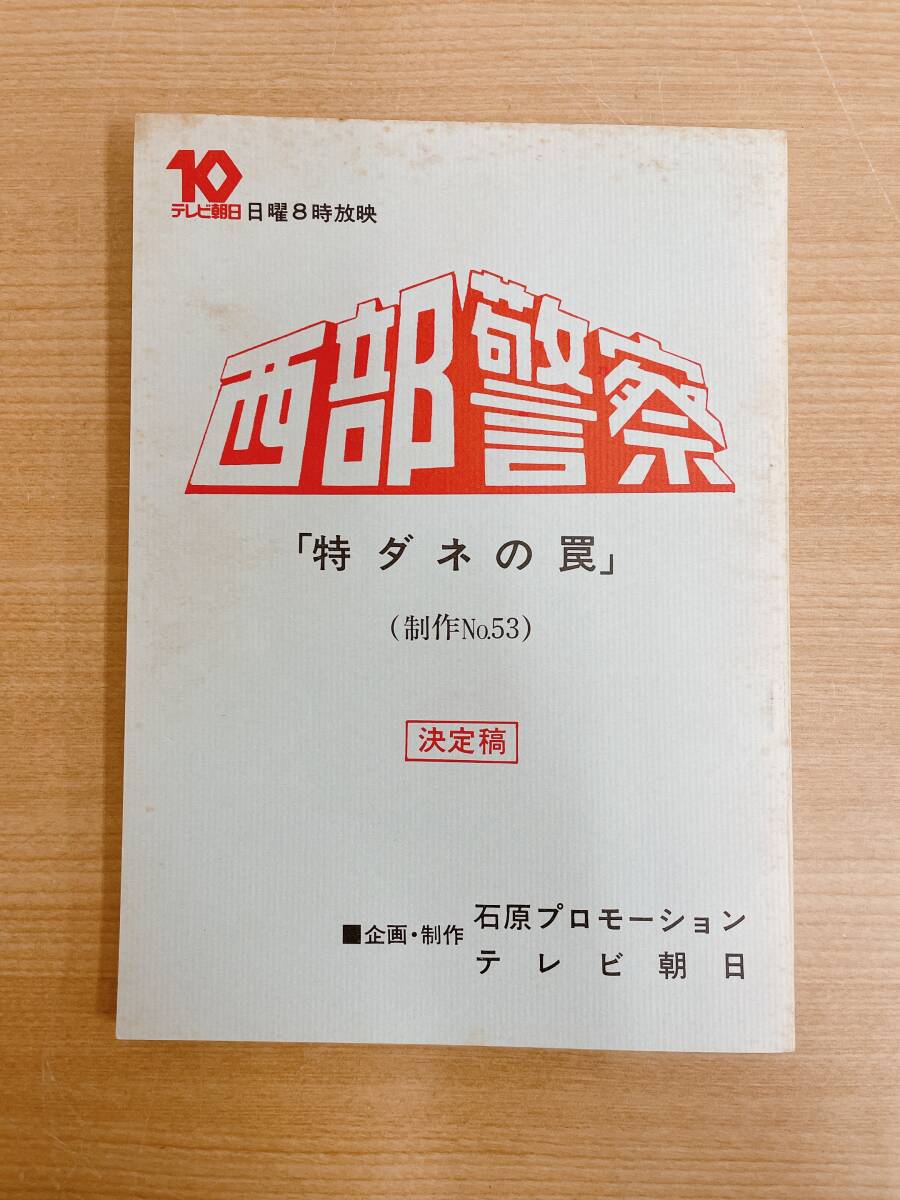 10
テレビ朝日 日曜8時放映
西部警察
「特ダネの罠」
(制作No.53)
決定稿
■企画・制作 石原プロモーション
テレビ朝日